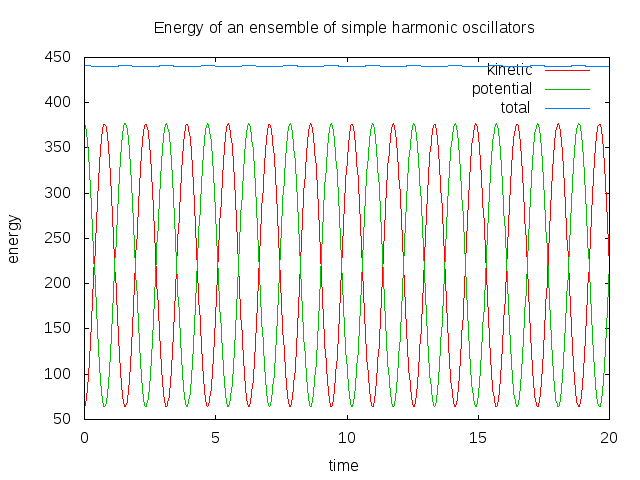 Energy of an ensemble of simple harmonic oscillators
450
400
350
300
250
200
150
100
50
energy
kinetic
potential
total
0 5 10 15 20
time